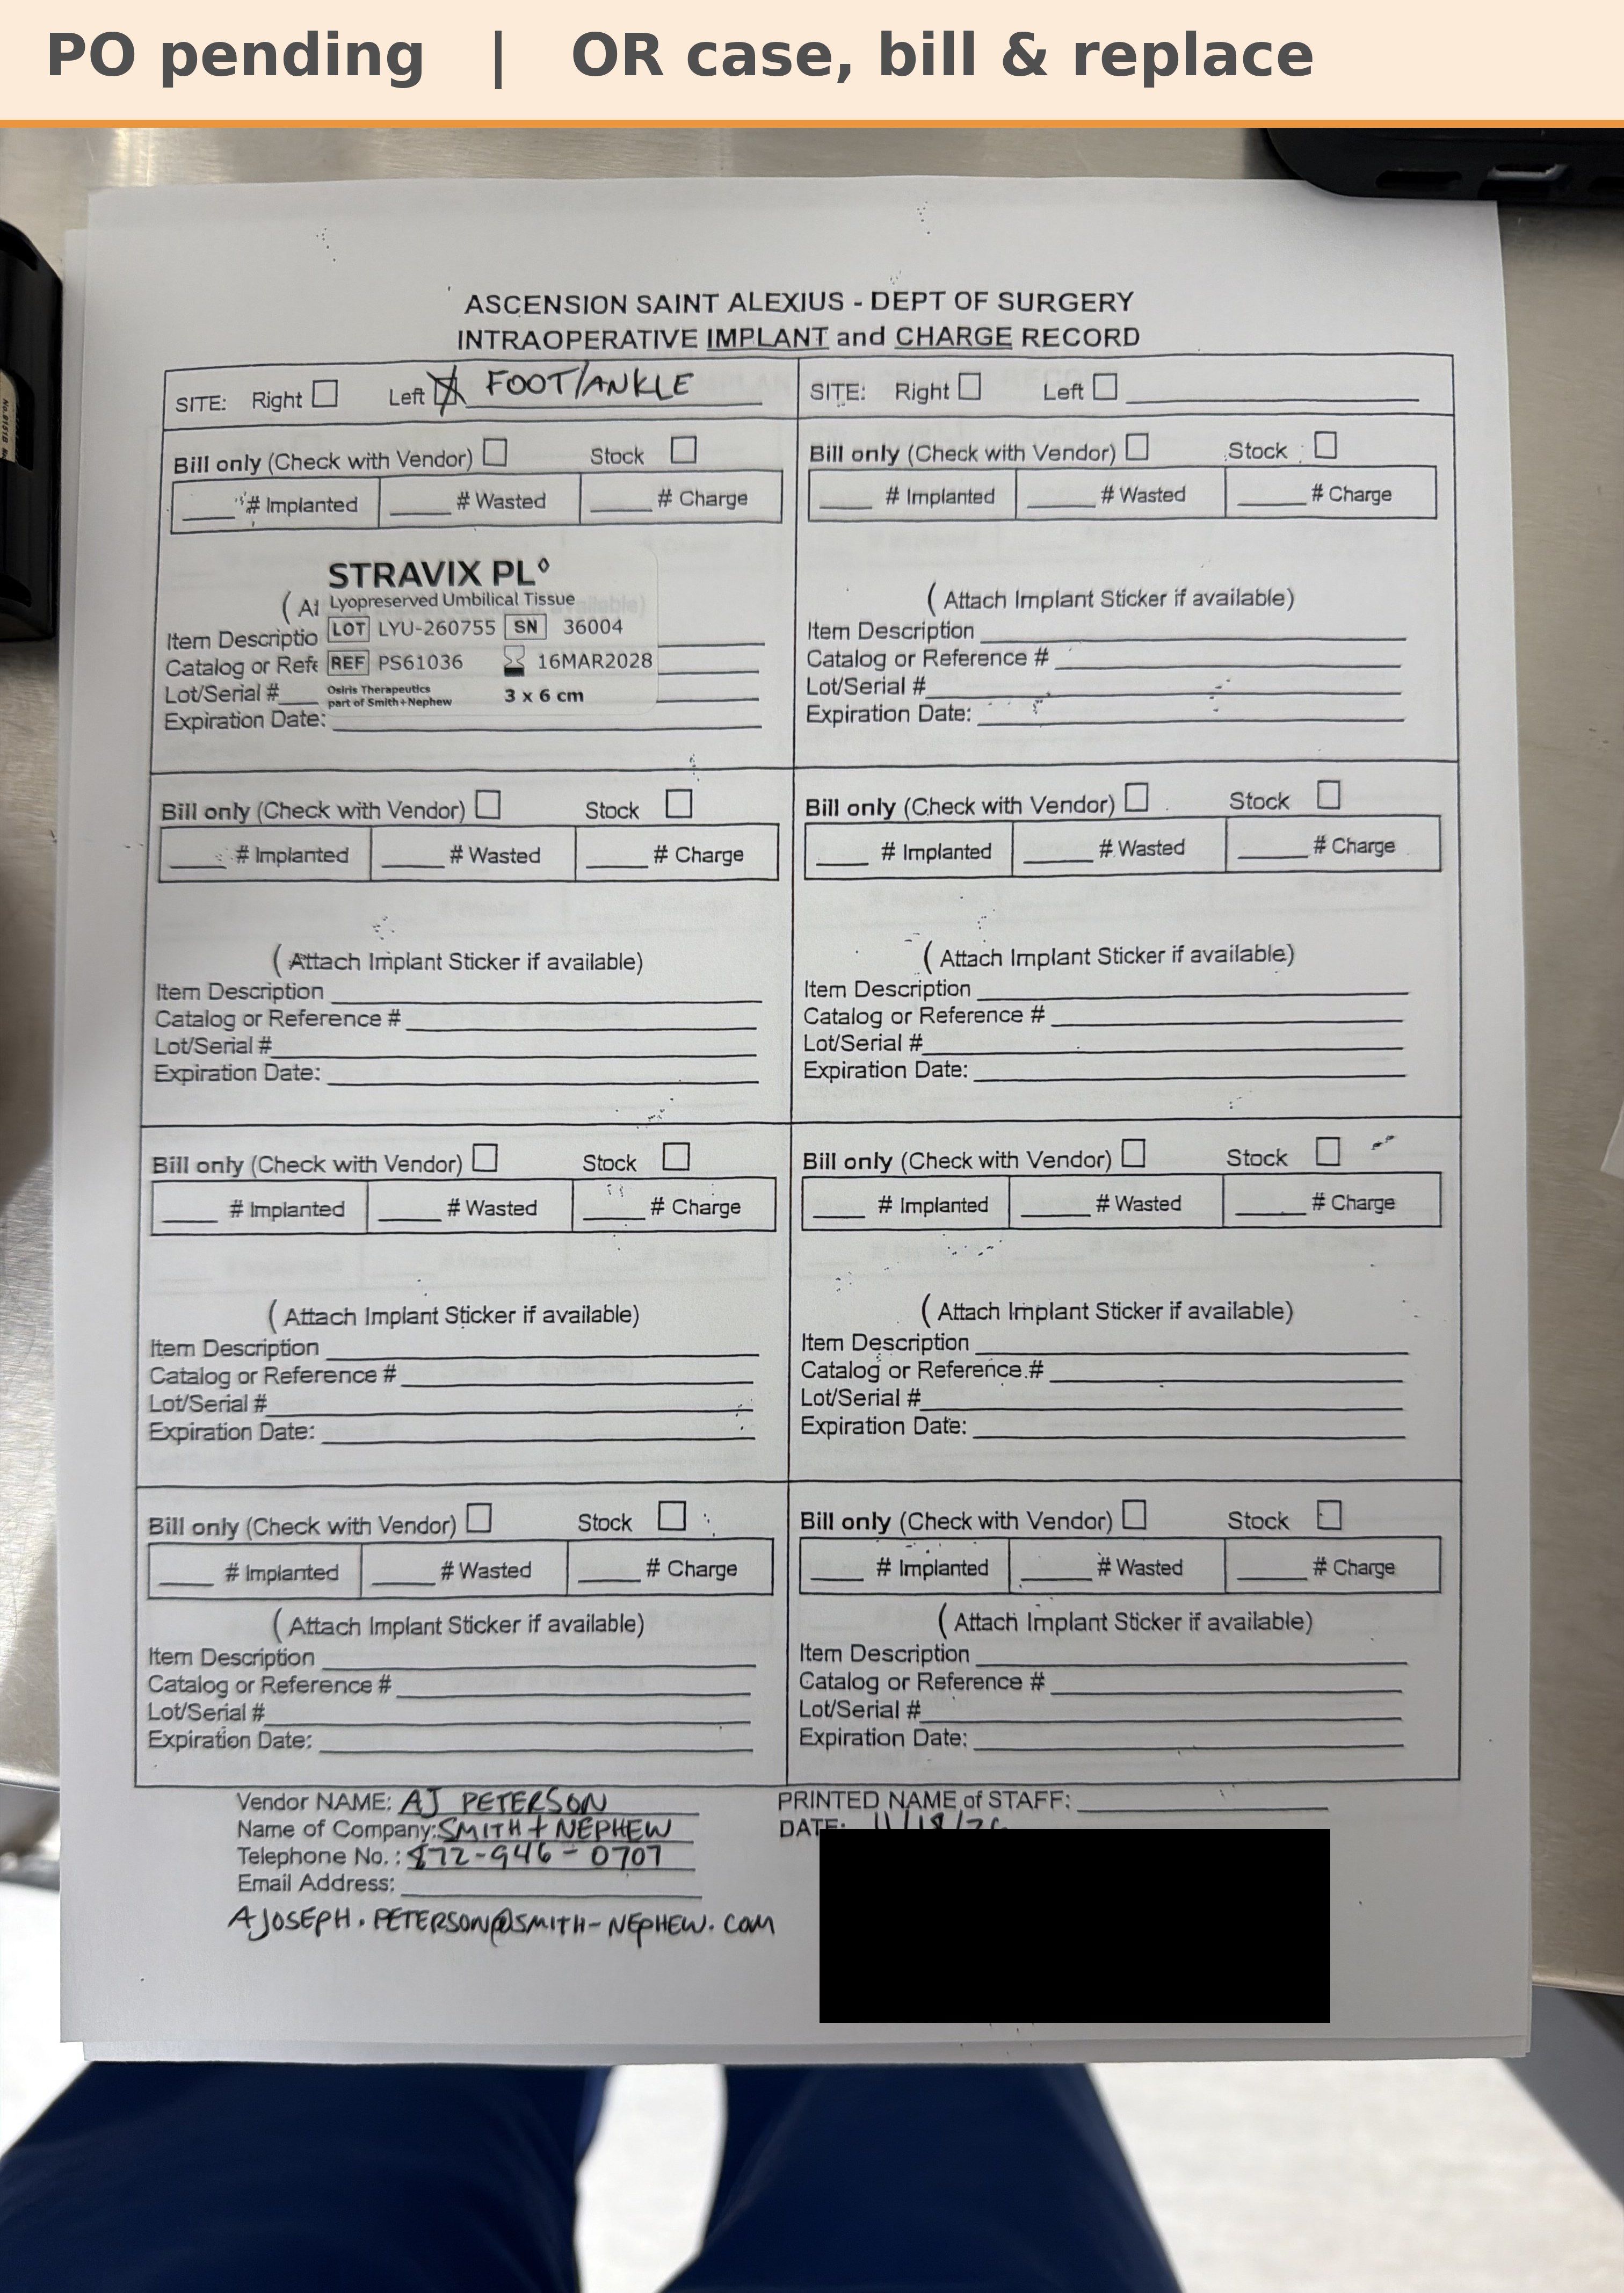 PO pending | OR case, bill & replace
ASCENSION SAINT ALEXIUS - DEPT OF SURGERY
INTRAOPERATIVE IMPLANT and CHARGE RECORD
SITE: Right Left FOOT/ANKLE
SITE: Right Left
Bill only (Check with Vendor) Stock
# Implanted # Wasted # Charge
STRAVIX PL◊
Lyopreserved Umbilical Tissue
LOT LYU-260755 SN 36004
REF PS61036 16MAR2028
Osiris Therapeutics
part of Smith+Nephew
3 x 6 cm
Item Descriptio
Catalog or Refe
Lot/Serial #
Expiration Date:
Bill only (Check with Vendor) Stock
# Implanted # Wasted # Charge
(Attach Implant Sticker if available)
Item Description
Catalog or Reference #
Lot/Serial #
Expiration Date:
Bill only (Check with Vendor) Stock
# Implanted # Wasted # Charge
(Attach Implant Sticker if available)
Item Description
Catalog or Reference #
Lot/Serial #
Expiration Date:
Bill only (Check with Vendor) Stock
# Implanted # Wasted # Charge
(Attach Implant Sticker if available)
Item Description
Catalog or Reference #
Lot/Serial #
Expiration Date:
Bill only (Check with Vendor) Stock
# Implanted # Wasted # Charge
(Attach Implant Sticker if available)
Item Description
Catalog or Reference #
Lot/Serial #
Expiration Date:
Bill only (Check with Vendor) Stock
# Implanted # Wasted # Charge
(Attach Implant Sticker if available)
Item Description
Catalog or Reference #
Lot/Serial #
Expiration Date:
Bill only (Check with Vendor) Stock
# Implanted # Wasted # Charge
(Attach Implant Sticker if available)
Item Description
Catalog or Reference #
Lot/Serial #
Expiration Date:
Bill only (Check with Vendor) Stock
# Implanted # Wasted # Charge
(Attach Implant Sticker if available)
Item Description
Catalog or Reference #
Lot/Serial #
Expiration Date:
Vendor NAME: AJ PETERSON
Name of Company: SMITH + NEPHEW
Telephone No.: 872-946-0707
Email Address:
AJOSEPH.PETERSON@SMITH-NEPHEW.COM
PRINTED NAME of STAFF:
DATE: